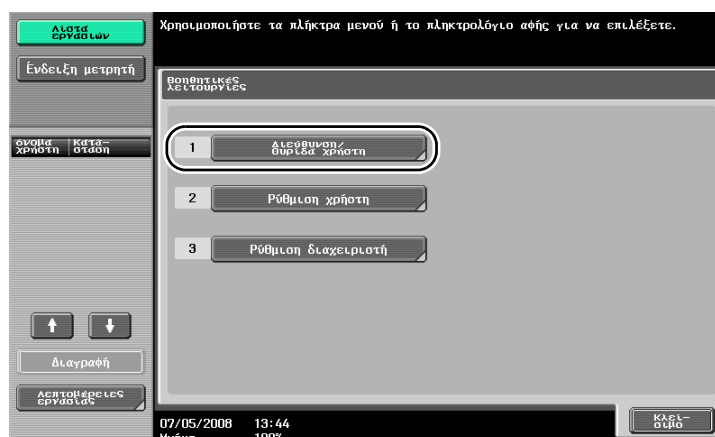 Λίστα
εργασιών
Ένδειξη μετρητή
όνομα
χρήστη
Κατά-
σταση
Διαγραφή
Λεπτομέρειες
εργασίας
Χρησιμοποιήστε τα πλήκτρα μενού ή το πληκτρολόγιο αφής για να επιλέξετε.
Βοηθητικές
λειτουργίες
1 Διεύθυνση/
θυρίδα χρήστη
2 Ρύθμιση χρήστη
3 Ρύθμιση διαχειριστή
07/05/2008 13:44
Μνήμη 100%
Κλεί-
σιμο